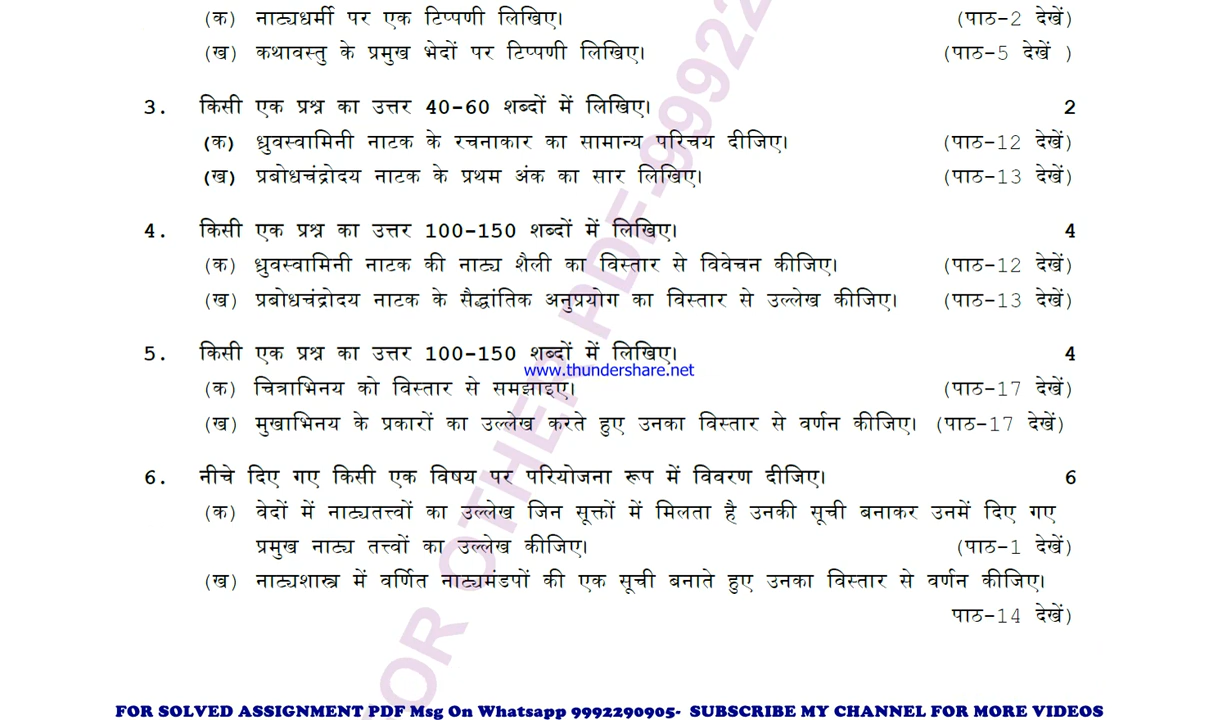 (क) नाट्यधर्मी पर एक टिप्पणी लिखिए। (पाठ-2 देखें)
(ख) कथावस्तु के प्रमुख भेदों पर टिप्पणी लिखिए। (पाठ-5 देखें )
3. किसी एक प्रश्न का उत्तर 40-60 शब्दों में लिखिए। 2
(क) ध्रुवस्वामिनी नाटक के रचनाकार का सामान्य परिचय दीजिए। (पाठ-12 देखें)
(ख) प्रबोधचंद्रोदय नाटक के प्रथम अंक का सार लिखिए। (पाठ-13 देखें)
4. किसी एक प्रश्न का उत्तर 100-150 शब्दों में लिखिए। 4
(क) ध्रुवस्वामिनी नाटक की नाट्य शैली का विस्तार से विवेचन कीजिए। (पाठ-12 देखें)
(ख) प्रबोधचंद्रोदय नाटक के सैद्धांतिक अनुप्रयोग का विस्तार से उल्लेख कीजिए। (पाठ-13 देखें)
5. किसी एक प्रश्न का उत्तर 100-150 शब्दों में लिखिए। 4
www.thundershare.net
(क) चित्राभिनय को विस्तार से समझाइए। (पाठ-17 देखें)
(ख) मुखाभिनय के प्रकारों का उल्लेख करते हुए उनका विस्तार से वर्णन कीजिए। (पाठ-17 देखें)
6. नीचे दिए गए किसी एक विषय पर परियोजना रूप में विवरण दीजिए। 6
(क) वेदों में नाट्यतत्त्वों का उल्लेख जिन सूक्तों में मिलता है उनकी सूची बनाकर उनमें दिए गए
प्रमुख नाट्य तत्त्वों का उल्लेख कीजिए। (पाठ-1 देखें)
(ख) नाट्यशास्त्र में वर्णित नाट्यमंडपों की एक सूची बनाते हुए उनका विस्तार से वर्णन कीजिए।
पाठ-14 देखें)
OR OTHER PDF-9992
FOR SOLVED ASSIGNMENT PDF Msg On Whatsapp 9992290905- SUBSCRIBE MY CHANNEL FOR MORE VIDEOS